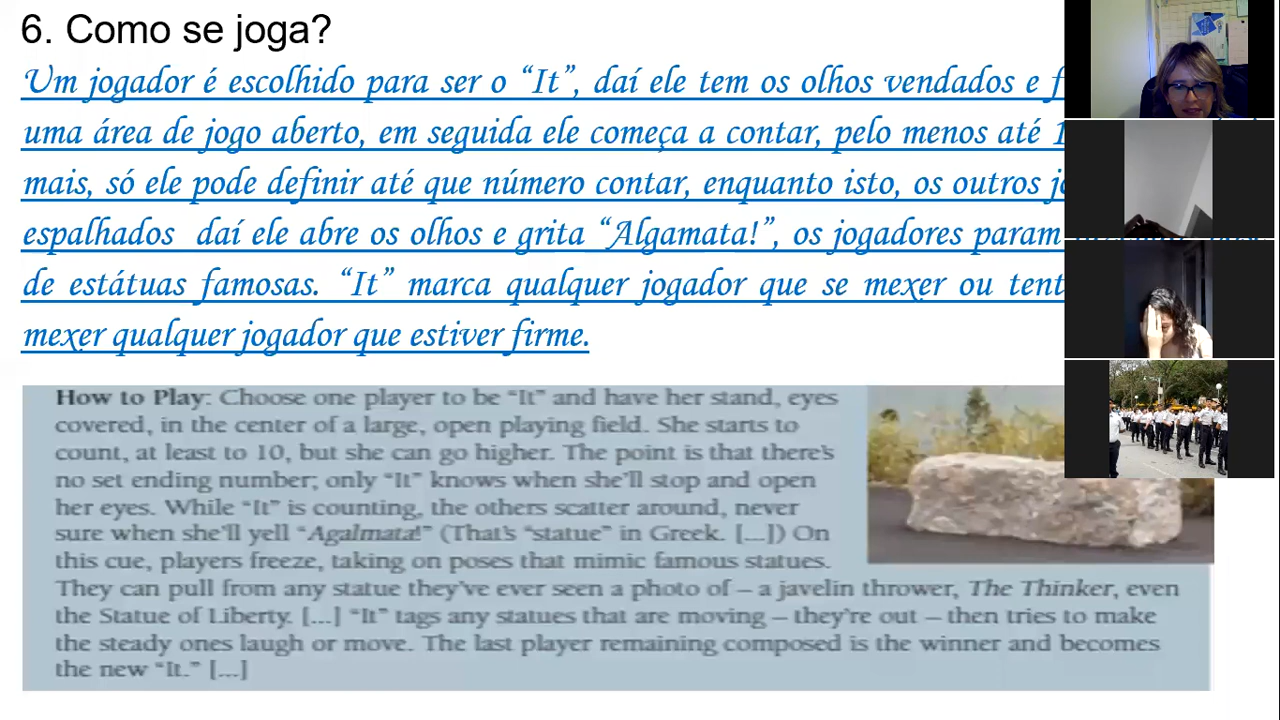 6. Como se joga?
Um jogador é escolhido para ser o “It”, daí ele tem os olhos vendados e
uma área de jogo aberto, em seguida ele começa a contar, pelo menos até
mais, só ele pode definir até que número contar, enquanto isto, os outros
espalhados daí ele abre os olhos e grita “Algamata!”, os jogadores param
de estátuas famosas. “It” marca qualquer jogador que se mexer ou
mexer qualquer jogador que estiver firme.
How to Play: Choose one player to be “It” and have her stand, eyes
covered, in the center of a large, open playing field. She starts to
count, at least to 10, but she can go higher. The point is that there’s
no set ending number; only “It” knows when she’ll stop and open
her eyes. While “It” is counting, the others scatter around, never
sure when she’ll yell “Agalmata!” (That’s “statue” in Greek. [...]) On
this cue, players freeze, taking on poses that mimic famous statues.
They can pull from any statue they’ve ever seen a photo of – a javelin thrower, The Thinker, even
the Statue of Liberty. [...] “It” tags any statues that are moving – they’re out – then tries to make
the steady ones laugh or move. The last player remaining composed is the winner and becomes
the new “It.” [...]